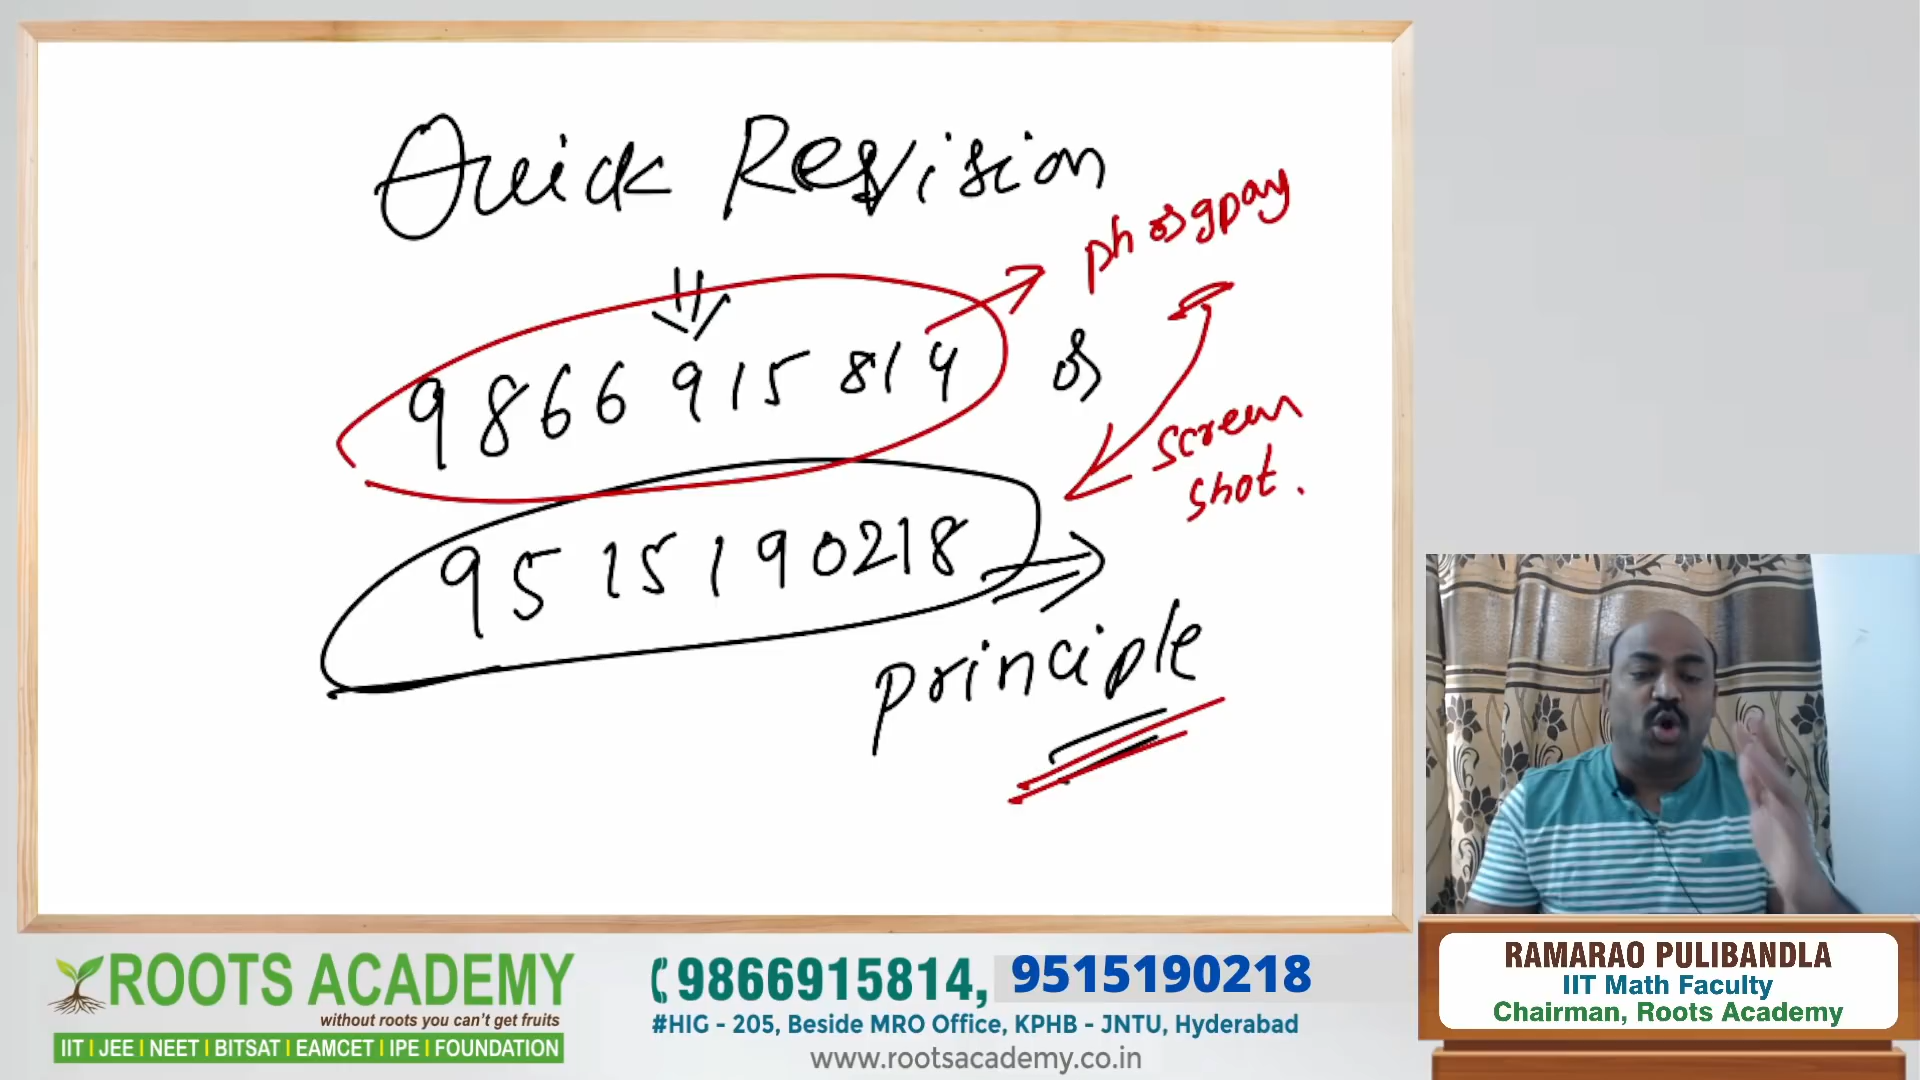 Quick Revision
ph or gpay
9866915814 or
screen
shot.
9515190218
principle
ROOTS ACADEMY
without roots you can't get fruits
IIT | JEE | NEET | BITSAT | EAMCET | IPE | FOUNDATION
9866915814, 9515190218
#HIG - 205, Beside MRO Office, KPHB - JNTU, Hyderabad
www.rootsacademy.co.in
RAMARAO PULIBANDLA
IIT Math Faculty
Chairman, Roots Academy